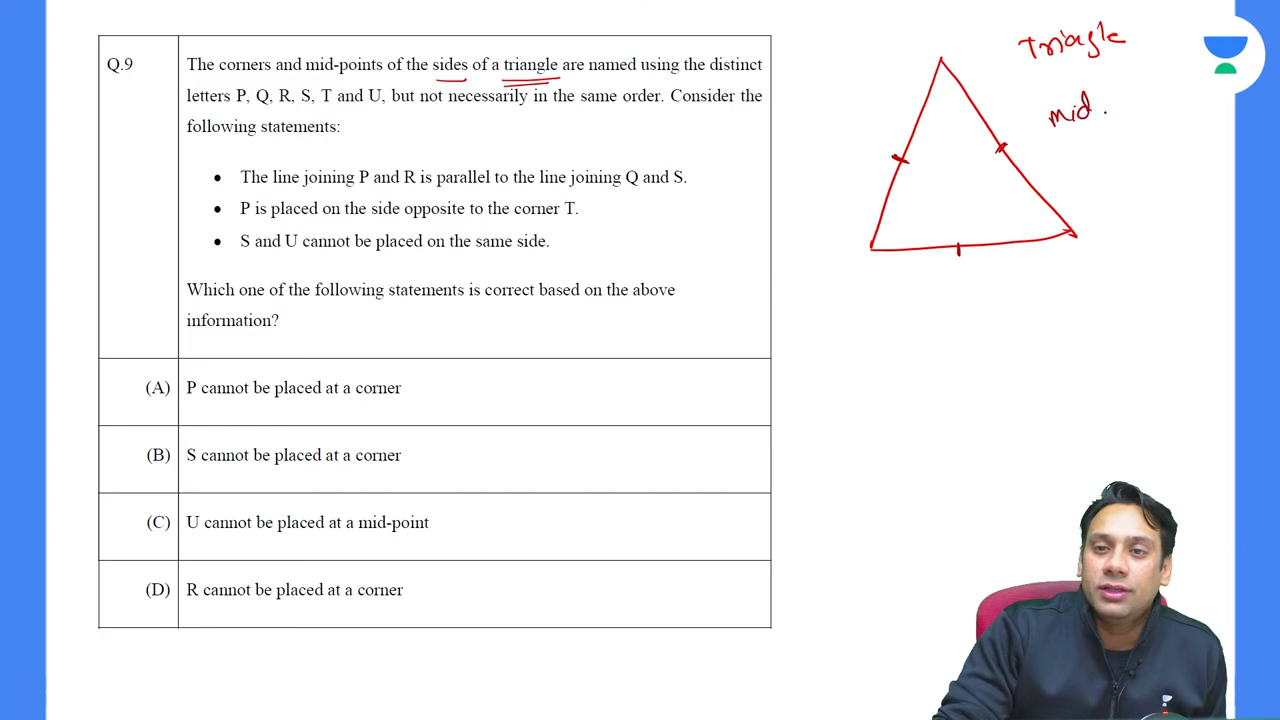 Triagle
mid.
Q.9
The corners and mid-points of the sides of a triangle are named using the distinct
letters P, Q, R, S, T and U, but not necessarily in the same order. Consider the
following statements:
• The line joining P and R is parallel to the line joining Q and S.
• P is placed on the side opposite to the corner T.
• S and U cannot be placed on the same side.
Which one of the following statements is correct based on the above
information?
(A) P cannot be placed at a corner
(B) S cannot be placed at a corner
(C) U cannot be placed at a mid-point
(D) R cannot be placed at a corner